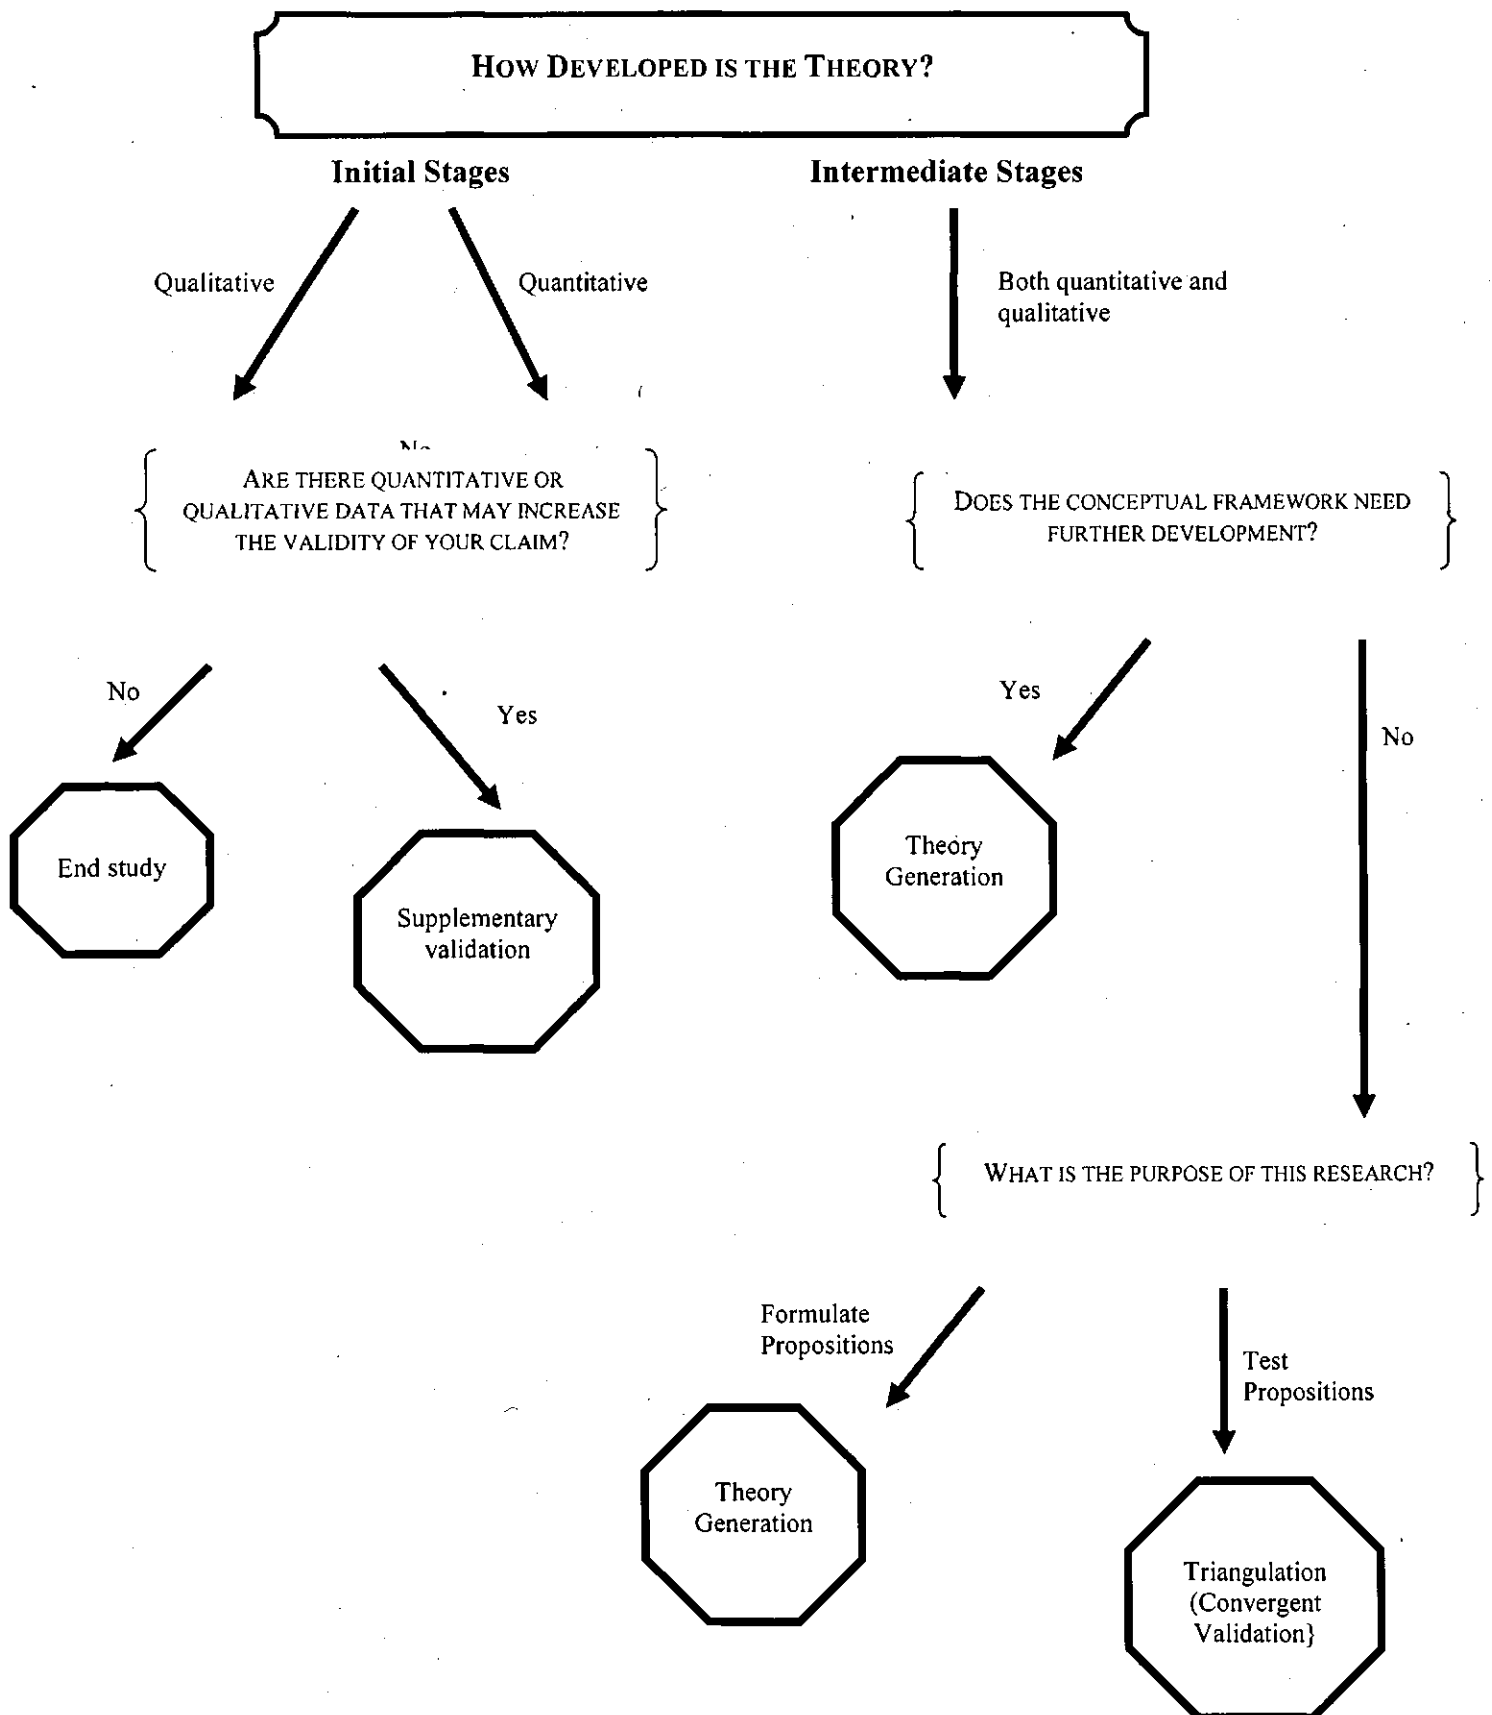 HOW DEVELOPED IS THE THEORY?
Initial Stages
Intermediate Stages
Qualitative
Quantitative
Both quantitative and
qualitative
ARE THERE QUANTITATIVE OR
QUALITATIVE DATA THAT MAY INCREASE
THE VALIDITY OF YOUR CLAIM?
DOES THE CONCEPTUAL FRAMEWORK NEED
FURTHER DEVELOPMENT?
No
Yes
Yes
No
End study
Supplementary
validation
Theory
Generation
WHAT IS THE PURPOSE OF THIS RESEARCH?
Formulate
Propositions
Test
Propositions
Theory
Generation
Triangulation
(Convergent
Validation}